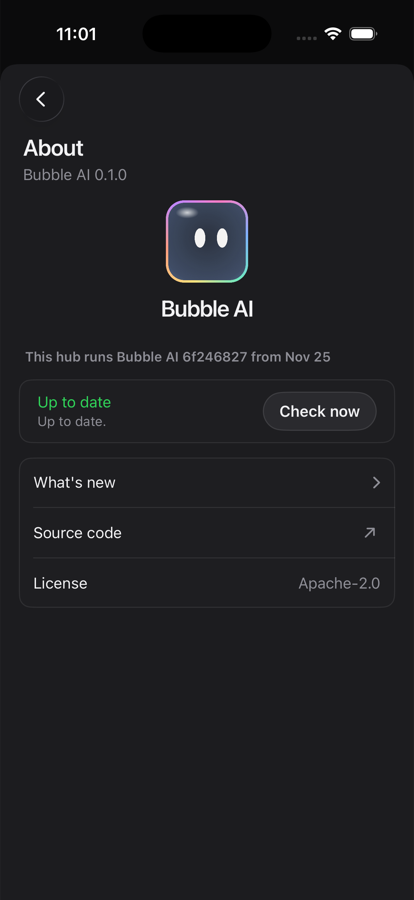 11:01
About
Bubble AI 0.1.0
Bubble AI
This hub runs Bubble AI 6f246827 from Nov 25
Up to date
Up to date.
Check now
What's new
Source code
License
Apache-2.0